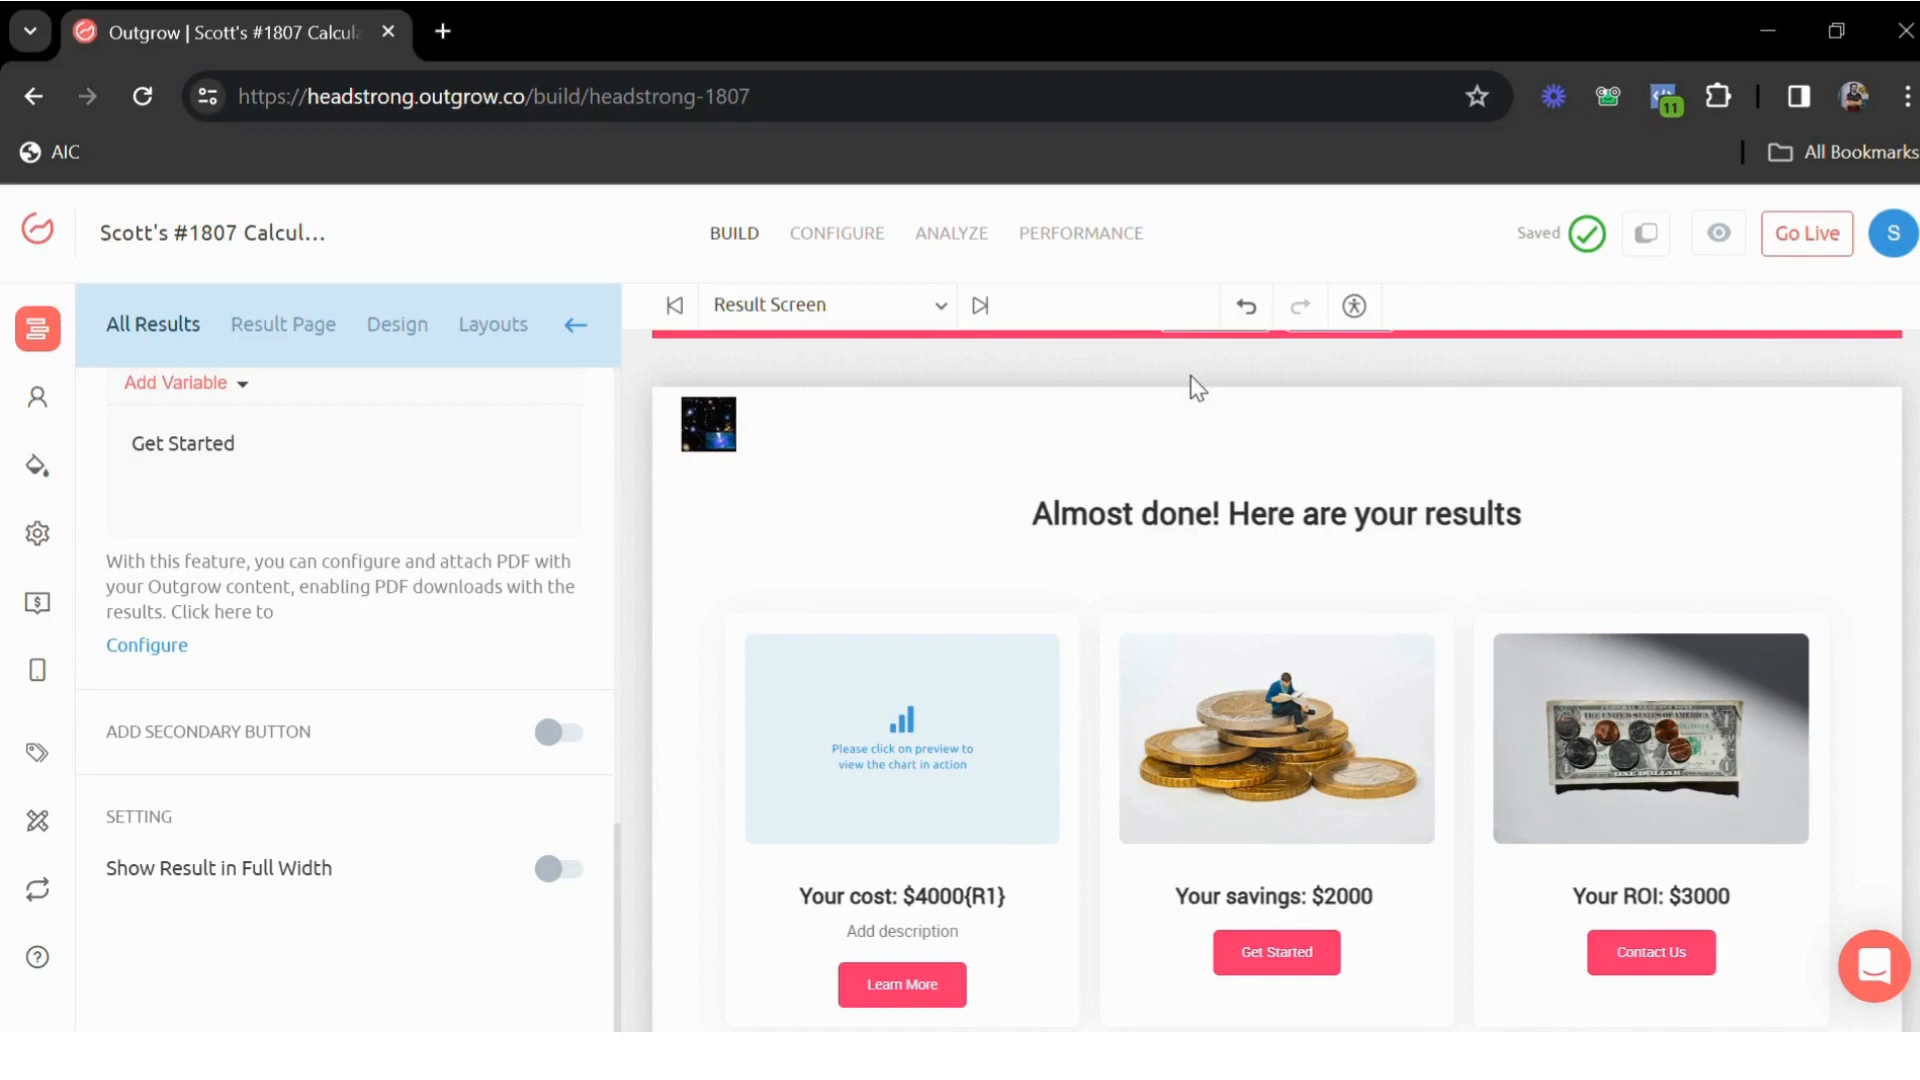 Outgrow | Scott's #1807 Calcula
https://headstrong.outgrow.co/build/headstrong-1807
11
AIC
All Bookmarks
Scott's #1807 Calcul...
BUILD
CONFIGURE
ANALYZE
PERFORMANCE
Saved
Go Live
S
All Results
Result Page
Design
Layouts
Result Screen
Add Variable
Get Started
With this feature, you can configure and attach PDF with
your Outgrow content, enabling PDF downloads with the
results. Click here to
Configure
ADD SECONDARY BUTTON
SETTING
Show Result in Full Width
Almost done! Here are your results
Please click on preview to
view the chart in action
Your cost: $4000{R1}
Add description
Learn More
Your savings: $2000
Get Started
Your ROI: $3000
Contact Us